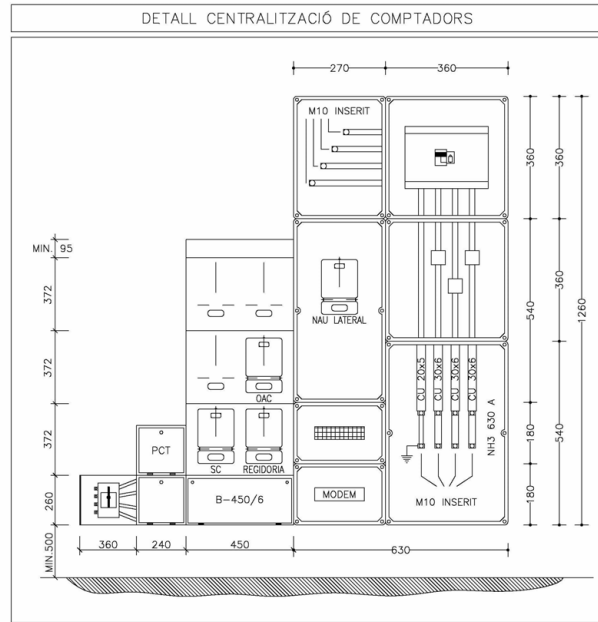 DETALL CENTRALITZACIÓ DE COMPTADORS
270
360
M10 INSERIT
360
360
MIN. 95
372
NAU LATERAL
540
360
1260
372
OAC
CU 20x5
CU 30x6
CU 30x6
CU 30x6
NH3 630 A
372
PCT
SC
REGIDORIA
180
540
260
B-450/6
MODEM
M10 INSERIT
180
360
240
450
630
MIN.500